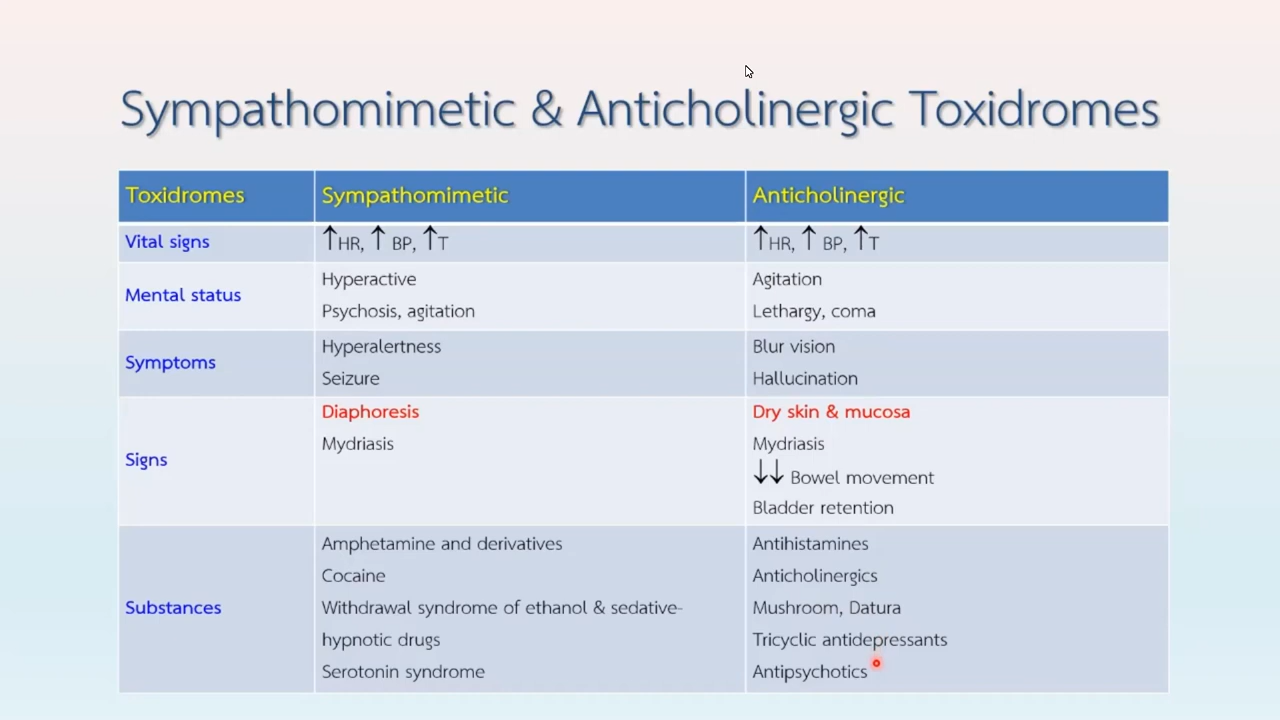 Sympathomimetic & Anticholinergic Toxidromes
Toxidromes Sympathomimetic Anticholinergic
Vital signs ↑HR, ↑ BP, ↑T ↑HR, ↑ BP, ↑T
Mental status
Hyperactive
Psychosis, agitation
Agitation
Lethargy, coma
Symptoms
Hyperalertness
Seizure
Blur vision
Hallucination
Signs
Diaphoresis
Mydriasis
Dry skin & mucosa
Mydriasis
↓↓ Bowel movement
Bladder retention
Substances
Amphetamine and derivatives
Cocaine
Withdrawal syndrome of ethanol & sedative-
hypnotic drugs
Serotonin syndrome
Antihistamines
Anticholinergics
Mushroom, Datura
Tricyclic antidepressants
Antipsychotics